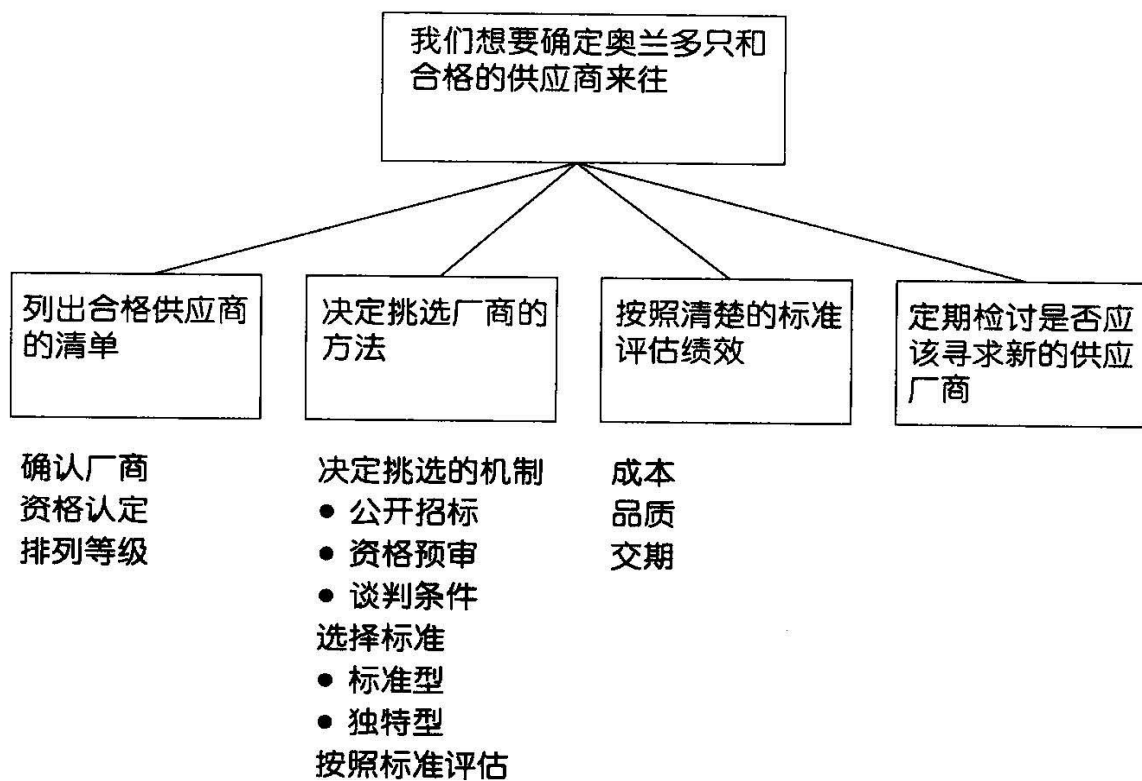 我们想要确定奥兰多只和
合格的供应商来往
列出合格供应商
的清单
决定挑选厂商的
方法
按照清楚的标准
评估绩效
定期检讨是否应
该寻求新的供应
厂商
确认厂商
资格认定
排列等级
决定挑选的机制
• 公开招标
• 资格预审
• 谈判条件
选择标准
• 标准型
• 独特型
按照标准评估
成本
品质
交期